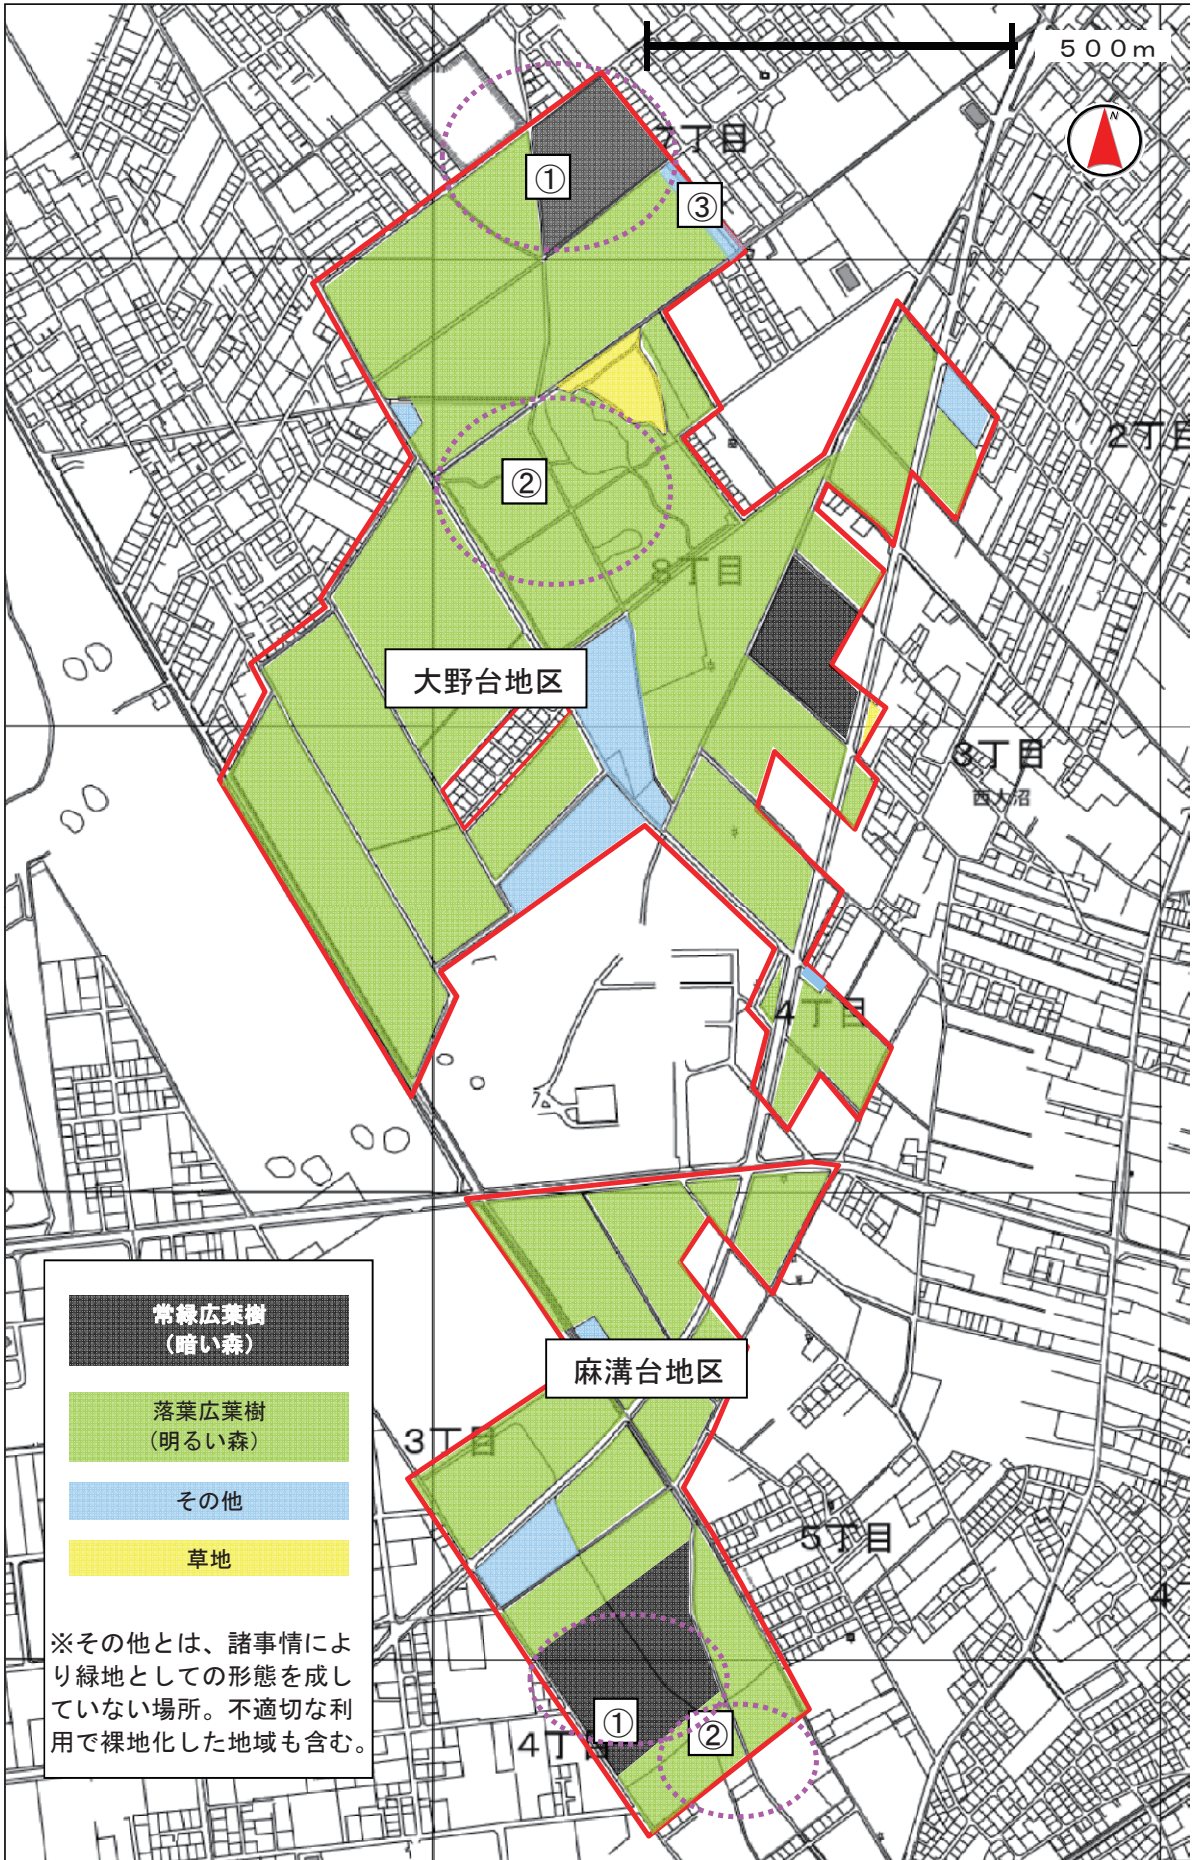 500m
N
7丁目
①
③
2丁目
②
8丁目
大野台地区
3丁目
西大沼
4丁目
常緑広葉樹
(暗い森)
落葉広葉樹
(明るい森)
その他
草地
※その他とは、諸事情によ
り緑地としての形態を成し
ていない場所。不適切な利
用で裸地化した地域も含む。
麻溝台地区
3丁目
5丁目
4
①
②
4丁目